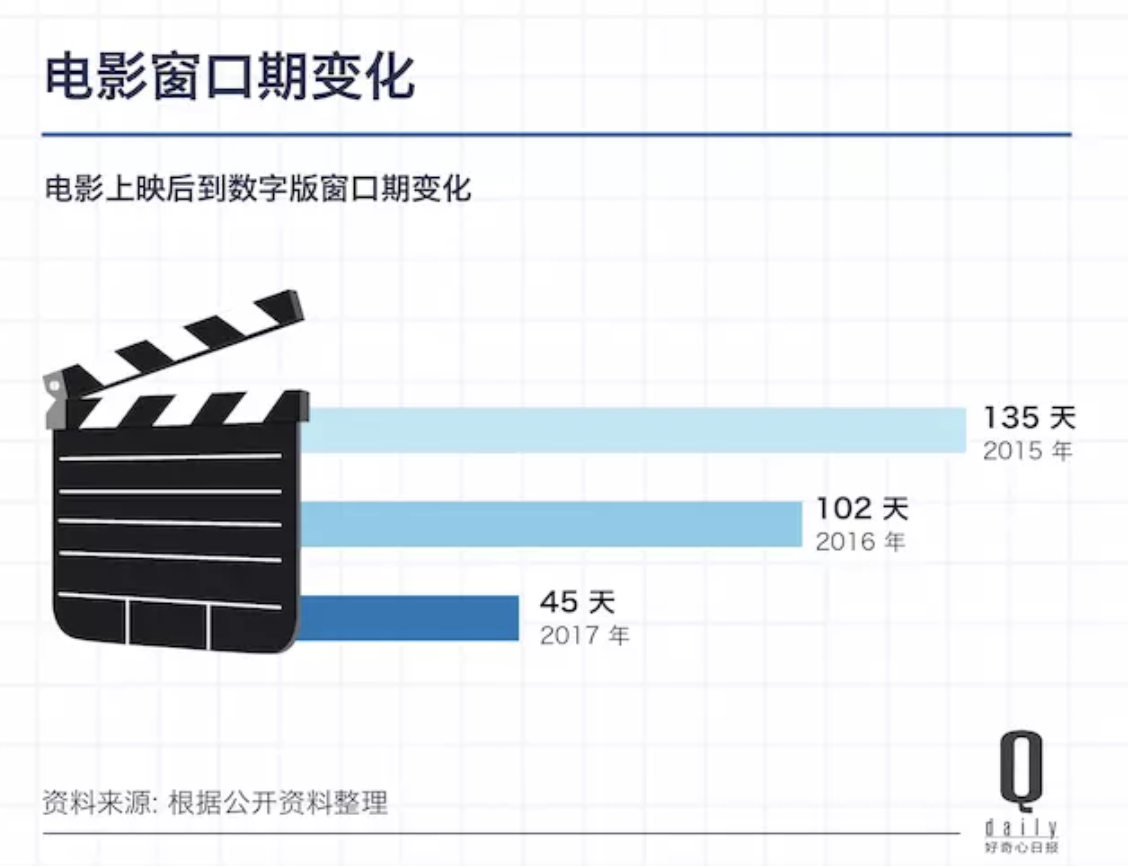 电影窗口期变化
电影上映后到数字版窗口期变化
135 天
2015 年
102 天
2016 年
45 天
2017 年
资料来源: 根据公开资料整理
Q
daily
好奇心日报